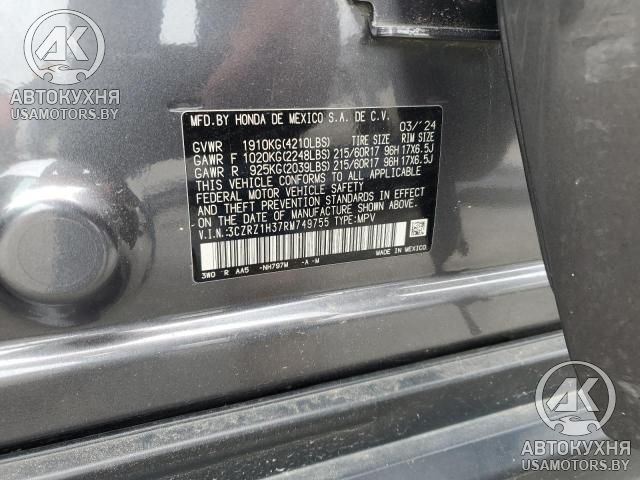 AK
АВТОКУХНЯ
USAMOTORS.BY
MFD.BY HONDA DE MEXICO S.A. DE C.V.
03/'24
GVWR 1910KG(4210LBS) TIRE SIZE RIM SIZE
GAWR F 1020KG(2248LBS) 215/60R17 96H 17X6.5J
GAWR R 925KG(2039LBS) 215/60R17 96H 17X6.5J
THIS VEHICLE CONFORMS TO ALL APPLICABLE
FEDERAL MOTOR VEHICLE SAFETY
AND THEFT PREVENTION STANDARDS IN EFFECT
ON THE DATE OF MANUFACTURE SHOWN ABOVE.
V.I.N.:3CZRZ1H37RM749755 TYPE:MPV
3WO R AA5 -NH797M -A -M
MADE IN MEXICO
AK
АВТОКУХНЯ
USAMOTORS.BY